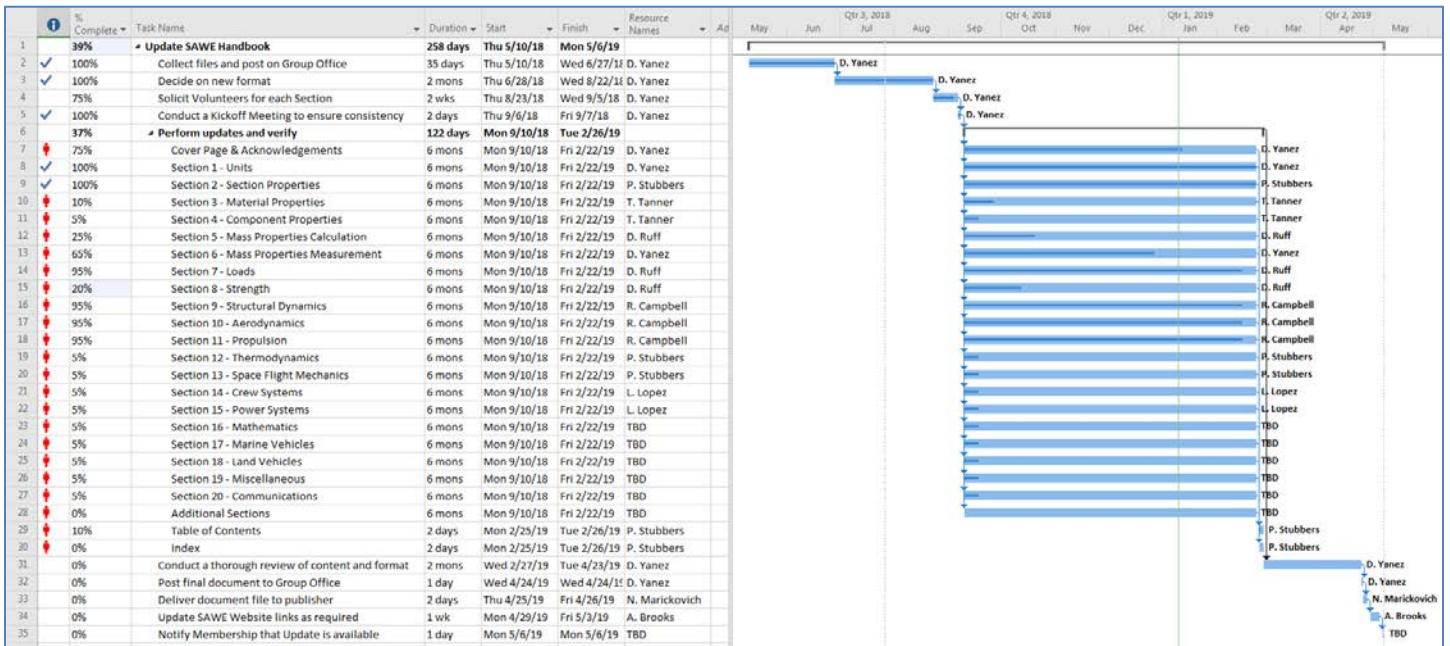 % Complete Task Name Duration Start Finish Resource Names Ad
Qtr 3, 2018 Qtr 4, 2018 Qtr 1, 2019 Qtr 2, 2019
May Jun Jul Aug Sep Oct Nov Dec Jan Feb Mar Apr May
1 39% Update SAWE Handbook 258 days Thu 5/10/18 Mon 5/6/19
2 100% Collect files and post on Group Office 35 days Thu 5/10/18 Wed 6/27/18 D. Yanez D. Yanez
3 100% Decide on new format 2 mons Thu 6/28/18 Wed 8/22/18 D. Yanez D. Yanez
4 75% Solicit Volunteers for each Section 2 wks Thu 8/23/18 Wed 9/5/18 D. Yanez D. Yanez
5 100% Conduct a Kickoff Meeting to ensure consistency 2 days Thu 9/6/18 Fri 9/7/18 D. Yanez D. Yanez
6 37% Perform updates and verify 122 days Mon 9/10/18 Tue 2/26/19
7 75% Cover Page & Acknowledgements 6 mons Mon 9/10/18 Fri 2/22/19 D. Yanez D. Yanez
8 100% Section 1 - Units 6 mons Mon 9/10/18 Fri 2/22/19 D. Yanez D. Yanez
9 100% Section 2 - Section Properties 6 mons Mon 9/10/18 Fri 2/22/19 P. Stubbers P. Stubbers
10 10% Section 3 - Material Properties 6 mons Mon 9/10/18 Fri 2/22/19 T. Tanner T. Tanner
11 5% Section 4 - Component Properties 6 mons Mon 9/10/18 Fri 2/22/19 T. Tanner T. Tanner
12 25% Section 5 - Mass Properties Calculation 6 mons Mon 9/10/18 Fri 2/22/19 D. Ruff D. Ruff
13 65% Section 6 - Mass Properties Measurement 6 mons Mon 9/10/18 Fri 2/22/19 D. Yanez D. Yanez
14 95% Section 7 - Loads 6 mons Mon 9/10/18 Fri 2/22/19 D. Ruff D. Ruff
15 20% Section 8 - Strength 6 mons Mon 9/10/18 Fri 2/22/19 D. Ruff D. Ruff
16 95% Section 9 - Structural Dynamics 6 mons Mon 9/10/18 Fri 2/22/19 R. Campbell R. Campbell
17 95% Section 10 - Aerodynamics 6 mons Mon 9/10/18 Fri 2/22/19 R. Campbell R. Campbell
18 95% Section 11 - Propulsion 6 mons Mon 9/10/18 Fri 2/22/19 R. Campbell R. Campbell
19 5% Section 12 - Thermodynamics 6 mons Mon 9/10/18 Fri 2/22/19 P. Stubbers P. Stubbers
20 5% Section 13 - Space Flight Mechanics 6 mons Mon 9/10/18 Fri 2/22/19 P. Stubbers P. Stubbers
21 5% Section 14 - Crew Systems 6 mons Mon 9/10/18 Fri 2/22/19 L. Lopez L. Lopez
22 5% Section 15 - Power Systems 6 mons Mon 9/10/18 Fri 2/22/19 L. Lopez L. Lopez
23 5% Section 16 - Mathematics 6 mons Mon 9/10/18 Fri 2/22/19 TBD TBD
24 5% Section 17 - Marine Vehicles 6 mons Mon 9/10/18 Fri 2/22/19 TBD TBD
25 5% Section 18 - Land Vehicles 6 mons Mon 9/10/18 Fri 2/22/19 TBD TBD
26 5% Section 19 - Miscellaneous 6 mons Mon 9/10/18 Fri 2/22/19 TBD TBD
27 5% Section 20 - Communications 6 mons Mon 9/10/18 Fri 2/22/19 TBD TBD
28 0% Additional Sections 6 mons Mon 9/10/18 Fri 2/22/19 TBD TBD
29 10% Table of Contents 2 days Mon 2/25/19 Tue 2/26/19 P. Stubbers P. Stubbers
30 0% Index 2 days Mon 2/25/19 Tue 2/26/19 P. Stubbers P. Stubbers
31 0% Conduct a thorough review of content and format 2 mons Wed 2/27/19 Tue 4/23/19 D. Yanez D. Yanez
32 0% Post final document to Group Office 1 day Wed 4/24/19 Wed 4/24/19 D. Yanez D. Yanez
33 0% Deliver document file to publisher 2 days Thu 4/25/19 Fri 4/26/19 N. Marickovich N. Marickovich
34 0% Update SAWE Website links as required 1 wk Mon 4/29/19 Fri 5/3/19 A. Brooks A. Brooks
35 0% Notify Membership that Update is available 1 day Mon 5/6/19 Mon 5/6/19 TBD TBD